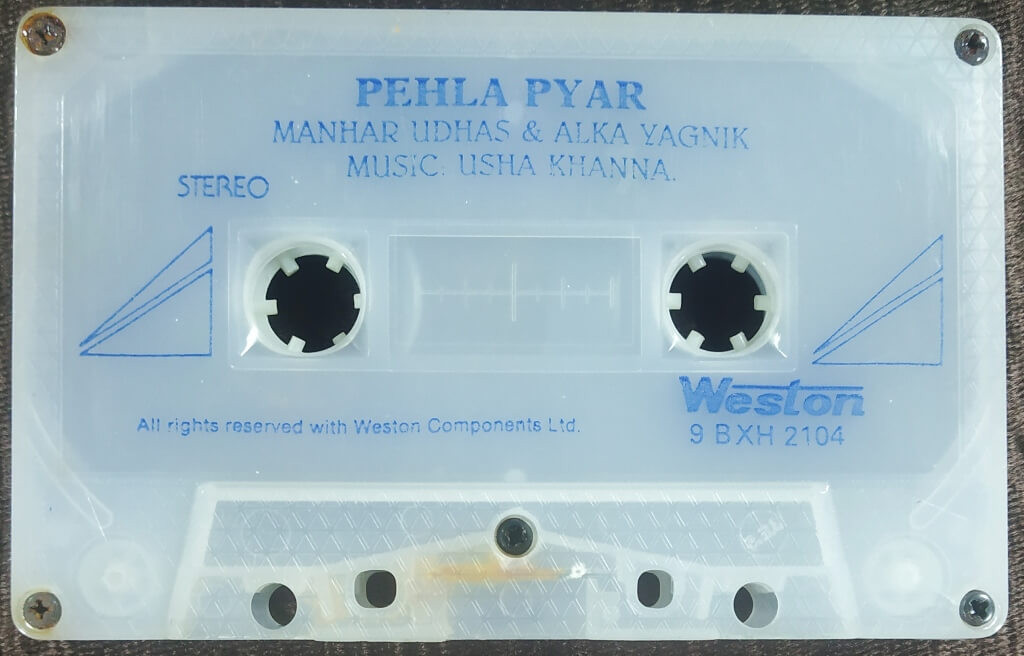 PEHLA PYAR
MANHAR UDHAS & ALKA YAGNIK
MUSIC: USHA KHANNA.
STEREO
Weston
9 BXH 2104
All rights reserved with Weston Components Ltd.